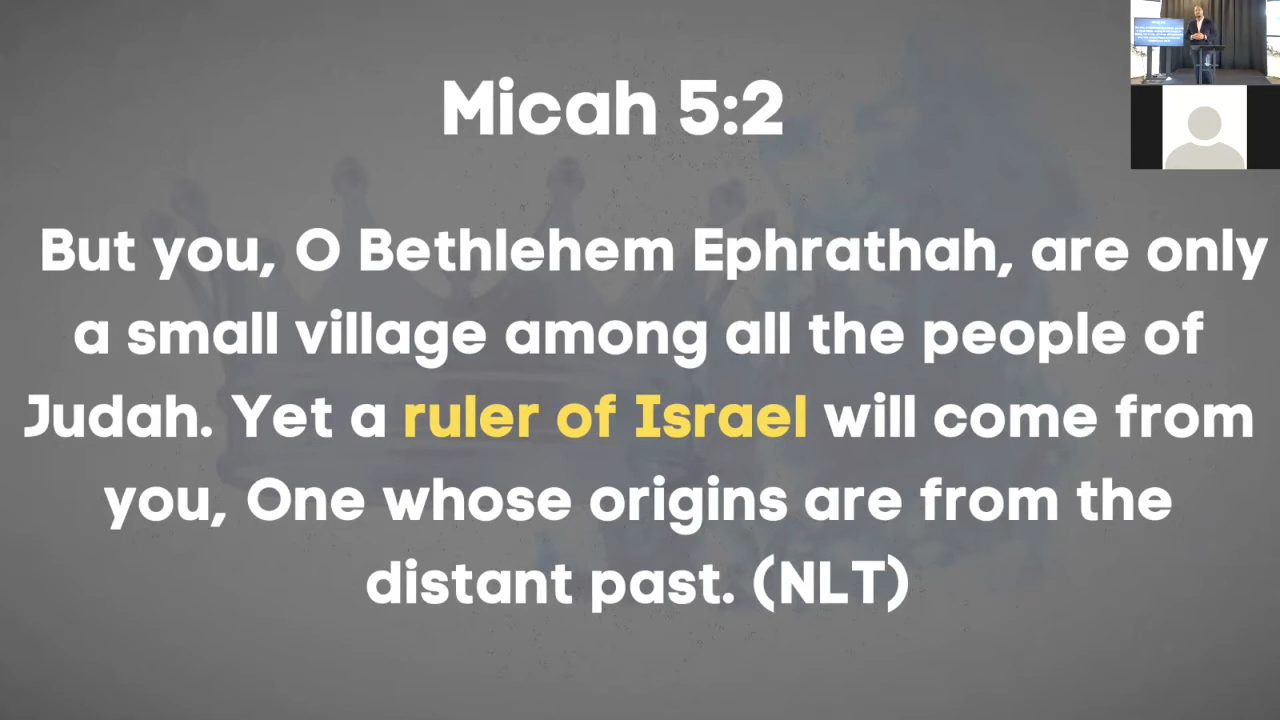 Micah 5:2
But you, O Bethlehem Ephrathah, are only
a small village among all the people of
Judah. Yet a ruler of Israel will come from
you, One whose origins are from the
distant past. (NLT)